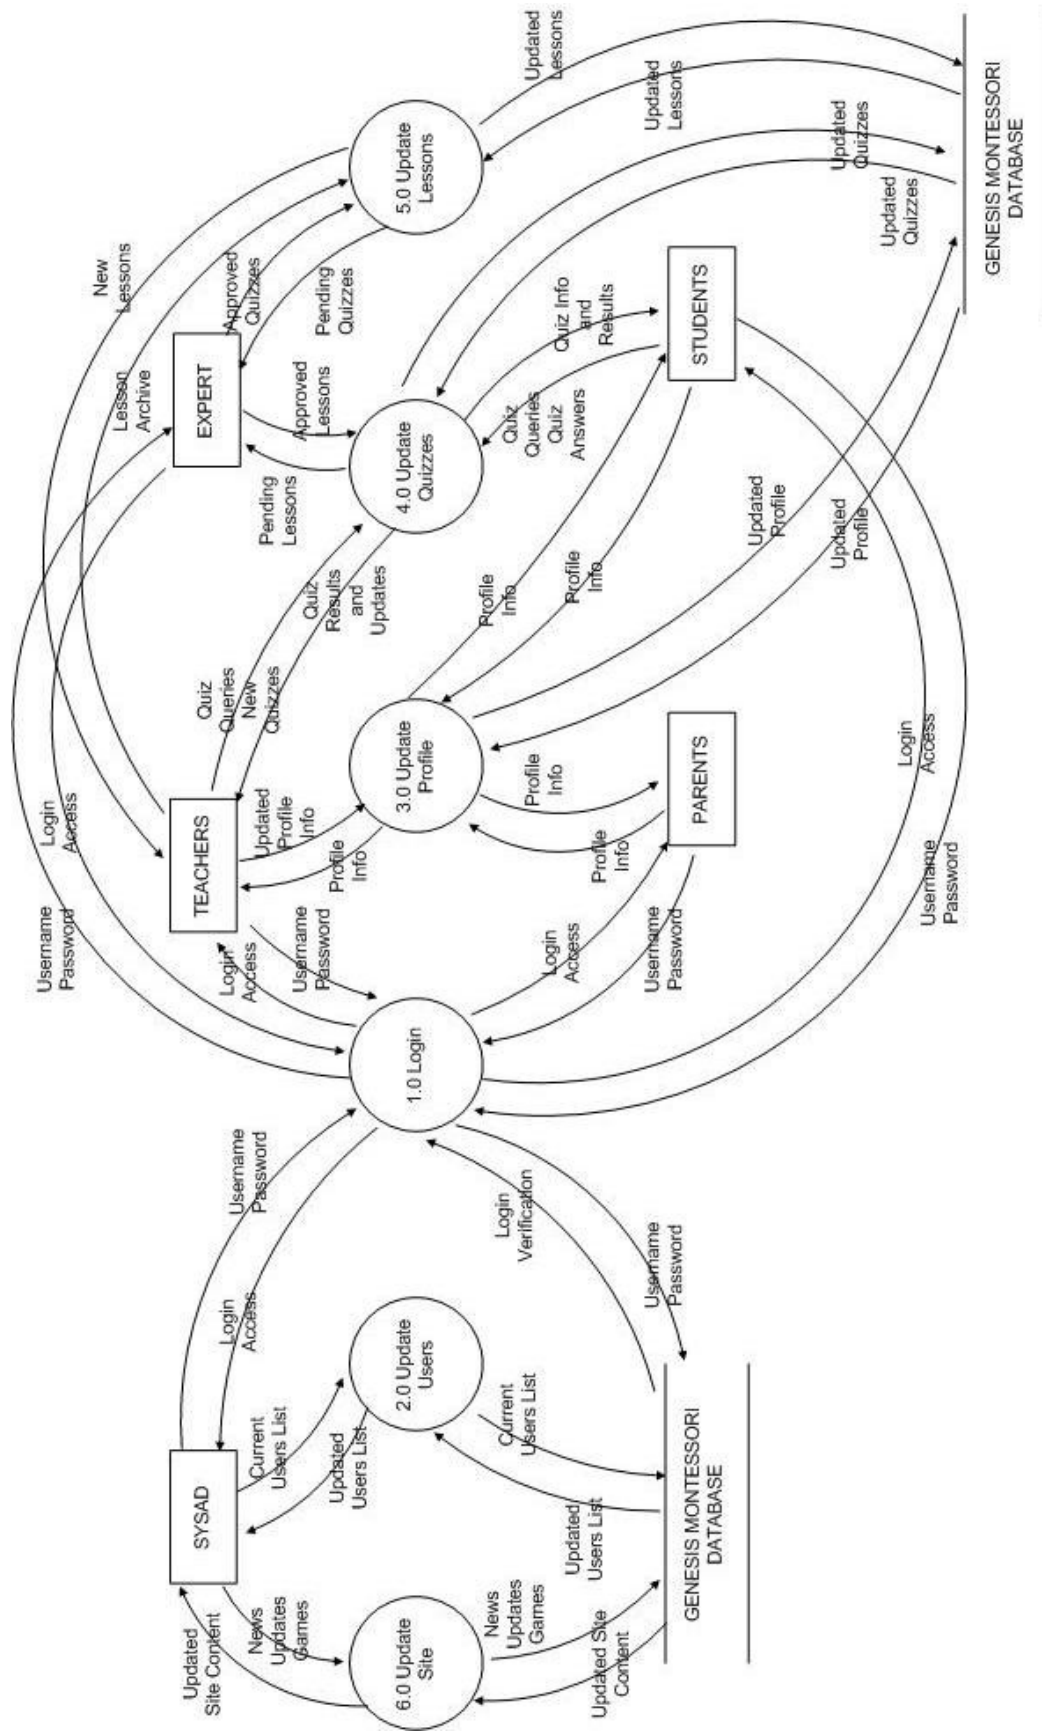 Updated
Site Content
News
Updates
Games
6.0 Update
Site
News
Updates
Games
Updated Site
Content
SYSAD
Current
Users List
Updated
Users List
2.0 Update
Users
Current
Users List
Updated
Users List
GENESIS MONTESSORI
DATABASE
Login
Access
Username
Password
Login
Verification
Username
Password
1.0 Login
Username
Password
Login
Access
Login
Access
Username
Password
Login
Access
Username
Password
Username
Password
Login
Access
TEACHERS
Updated
Profile
Info
Profile
Info
3.0 Update
Profile
Profile
Info
Profile
Info
PARENTS
Quiz
Queries
New
Quizzes
Quiz
Results
and
Updates
Profile
Info
Profile
Info
Updated
Profile
Updated
Profile
Lesson
Archive
New
Lessons
EXPERT
Pending
Lessons
Approved
Lessons
4.0 Update
Quizzes
Quiz
Queries
Quiz
Answers
Quiz Info
and
Results
STUDENTS
Approved
Quizzes
Pending
Quizzes
5.0 Update
Lessons
Updated
Lessons
Updated
Lessons
Updated
Quizzes
Updated
Quizzes
GENESIS MONTESSORI
DATABASE